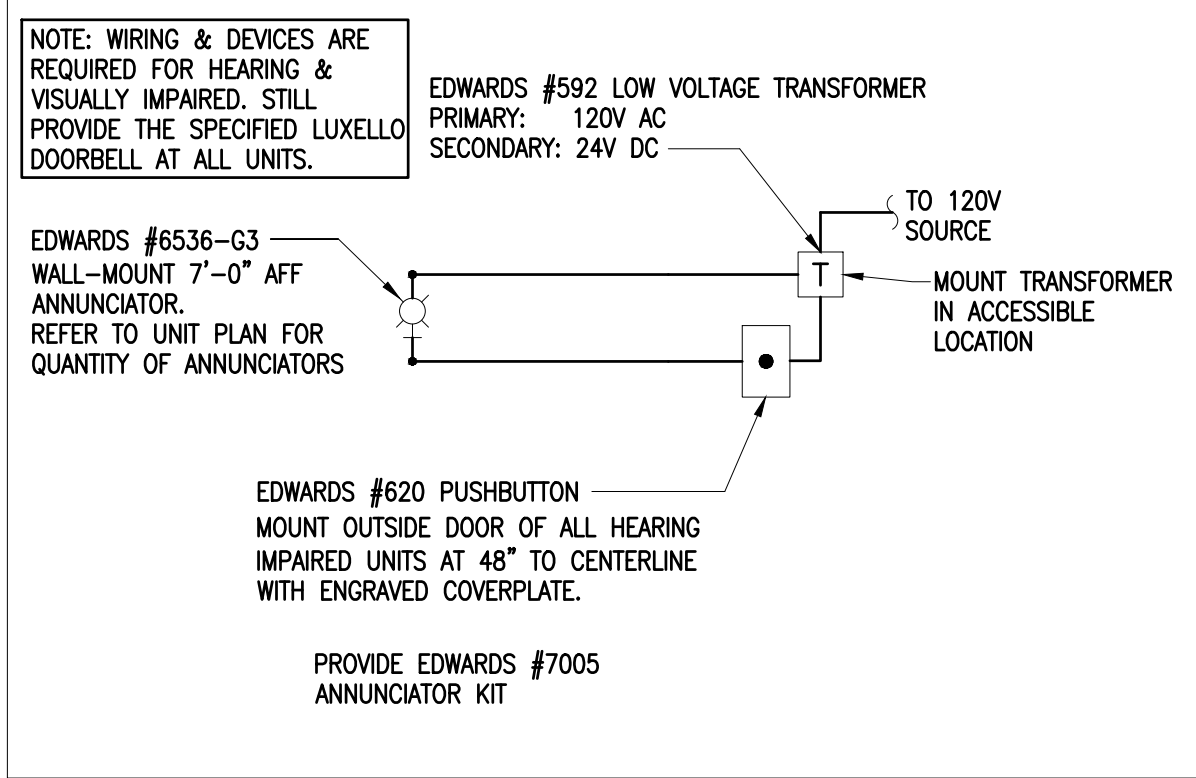 NOTE: WIRING & DEVICES ARE
REQUIRED FOR HEARING &
VISUALLY IMPAIRED. STILL
PROVIDE THE SPECIFIED LUXELLO
DOORBELL AT ALL UNITS.
EDWARDS #592 LOW VOLTAGE TRANSFORMER
PRIMARY: 120V AC
SECONDARY: 24V DC
TO 120V
SOURCE
EDWARDS #6536-G3
WALL-MOUNT 7'-0" AFF
ANNUNCIATOR.
REFER TO UNIT PLAN FOR
QUANTITY OF ANNUNCIATORS
T
MOUNT TRANSFORMER
IN ACCESSIBLE
LOCATION
EDWARDS #620 PUSHBUTTON
MOUNT OUTSIDE DOOR OF ALL HEARING
IMPAIRED UNITS AT 48" TO CENTERLINE
WITH ENGRAVED COVERPLATE.
PROVIDE EDWARDS #7005
ANNUNCIATOR KIT